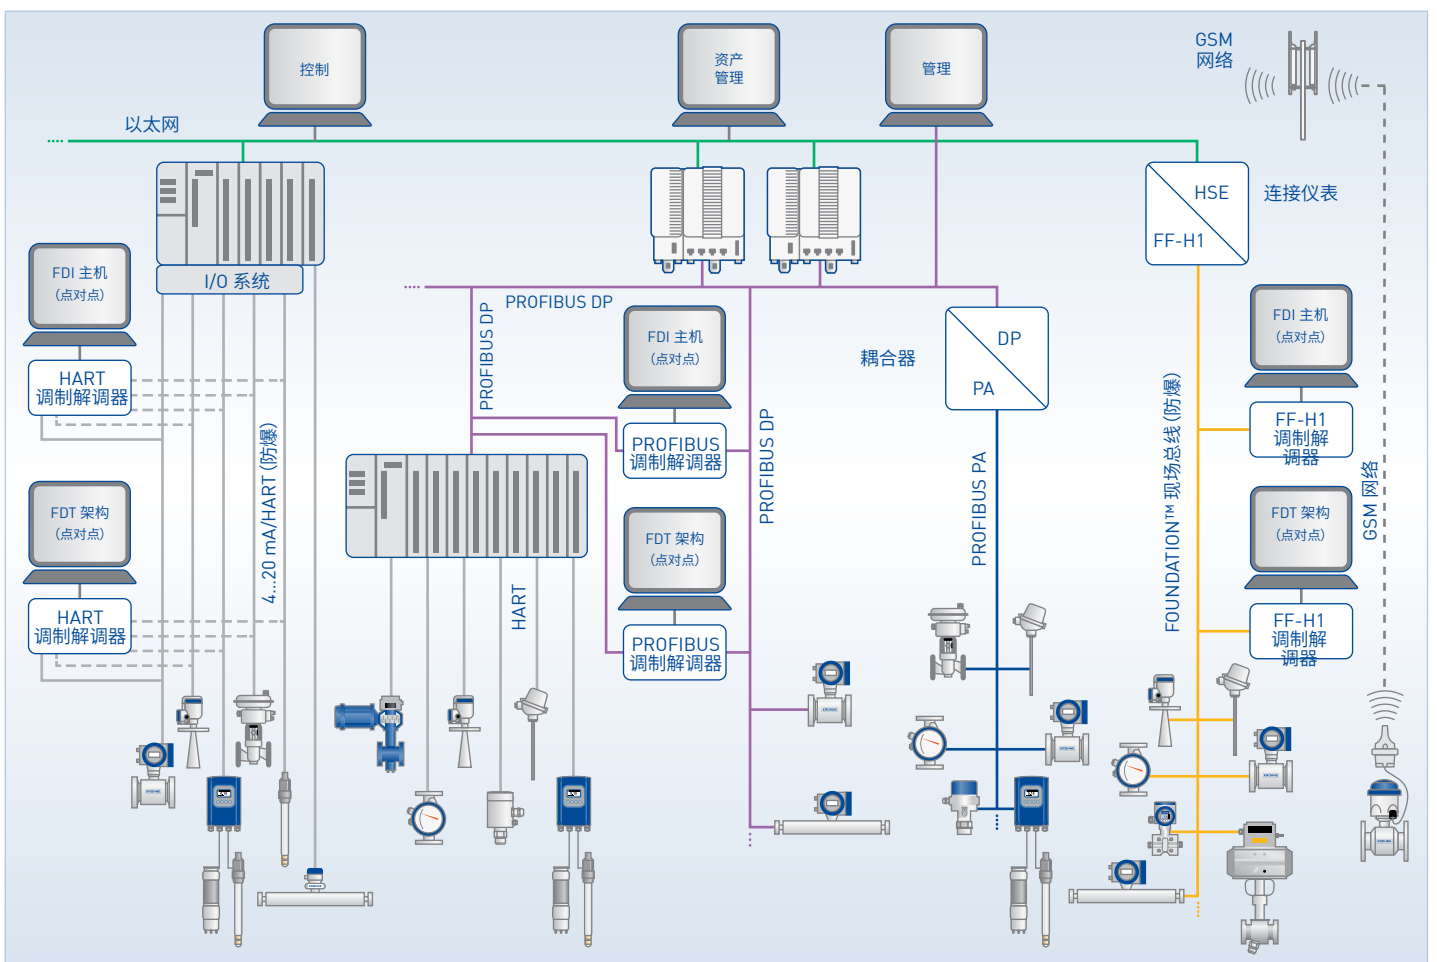 控制
资产
管理
管理
GSM
网络
以太网
HSE
FF-H1
连接仪表
I/O 系统
FDI 主机
(点对点)
HART
调制解调器
FDT 架构
(点对点)
HART
调制解调器
4...20 mA/HART (防爆)
PROFIBUS DP
PROFIBUS DP
HART
FDI 主机
(点对点)
PROFIBUS
调制解调器
FDT 架构
(点对点)
PROFIBUS
调制解调器
PROFIBUS DP
耦合器
DP
PA
PROFIBUS PA
FOUNDATION™ 现场总线 (防爆)
FDI 主机
(点对点)
FF-H1
调制解
调器
FDT 架构
(点对点)
FF-H1
调制解
调器
GSM 网络